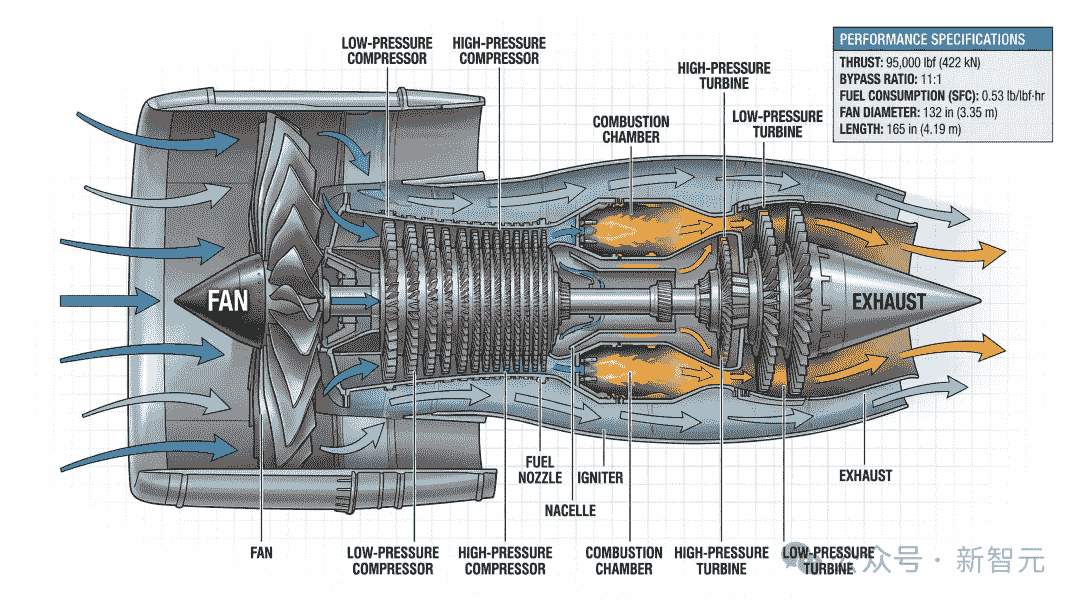 LOW-PRESSURE
COMPRESSOR
HIGH-PRESSURE
COMPRESSOR
HIGH-PRESSURE
TURBINE
COMBUSTION
CHAMBER
LOW-PRESSURE
TURBINE
PERFORMANCE SPECIFICATIONS
THRUST: 95,000 lbf (422 kN)
BYPASS RATIO: 11:1
FUEL CONSUMPTION (SFC): 0.53 lb/lbf·hr
FAN DIAMETER: 132 in (3.35 m)
LENGTH: 165 in (4.19 m)
FAN
EXHAUST
FUEL
NOZZLE
IGNITER
NACELLE
EXHAUST
FAN
LOW-PRESSURE
COMPRESSOR
HIGH-PRESSURE
COMPRESSOR
COMBUSTION
CHAMBER
HIGH-PRESSURE
TURBINE
LOW-PRESSURE
TURBINE
众号 · 新智元